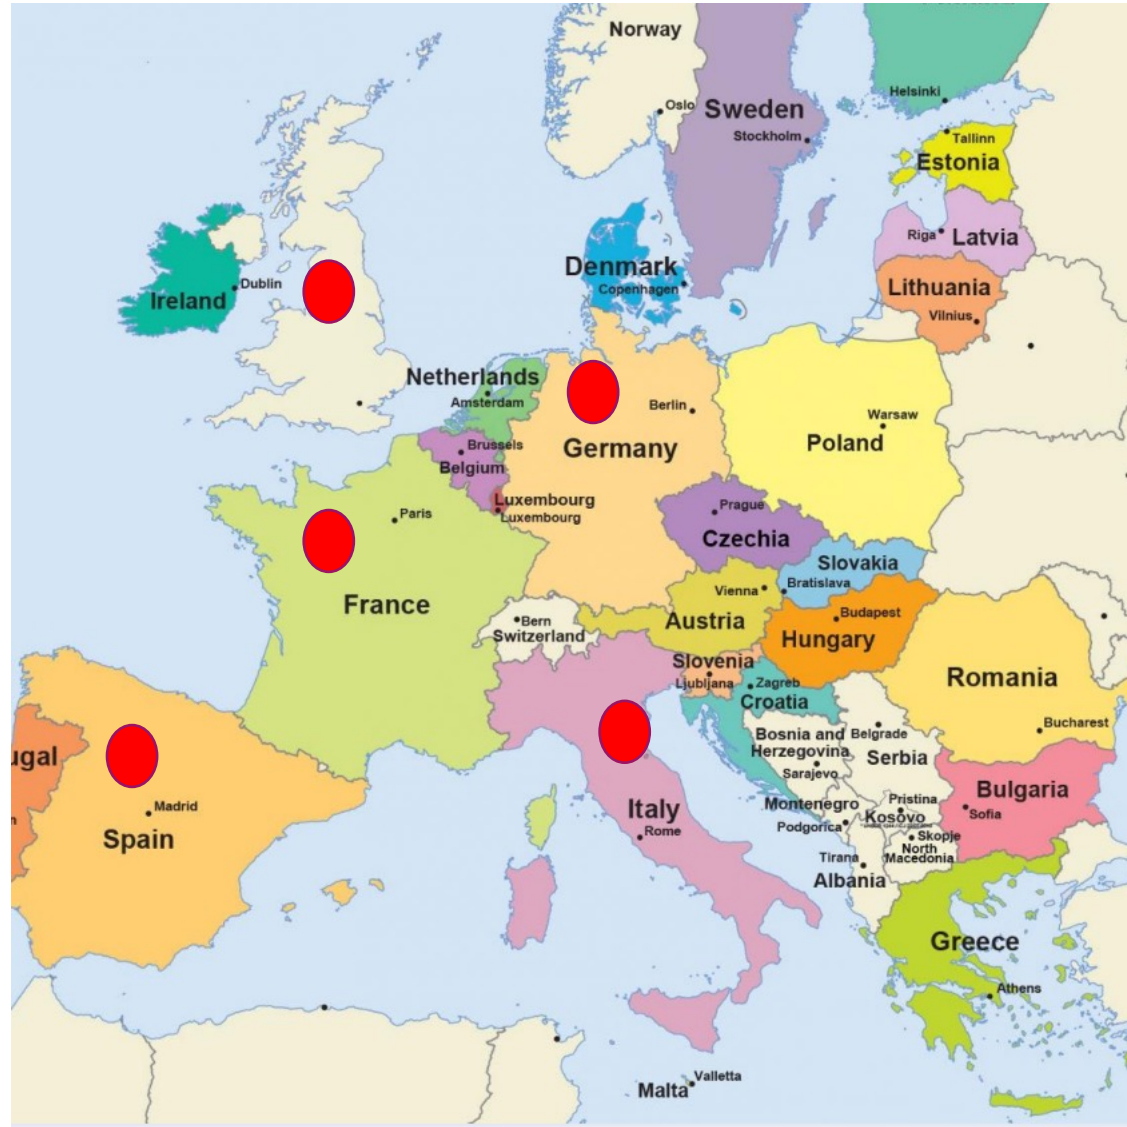 Norway
Helsinki
Oslo
Sweden
Stockholm
Tallinn
Estonia
Riga
Latvia
Denmark
Copenhagen
Dublin
Ireland
Lithuania
Vilnius
Netherlands
Amsterdam
Berlin
Warsaw
Poland
Germany
Brussels
Belgium
Luxembourg
Luxembourg
Paris
Prague
Czechia
Slovakia
Bratislava
Vienna
France
Bern
Switzerland
Austria
Budapest
Hungary
Slovenia
Ljubljana
Zagreb
Croatia
Romania
Bucharest
Bosnia and
Herzegovina
Sarajevo
Belgrade
Serbia
ugal
Madrid
Spain
Italy
Rome
Montenegro
Podgorica
Pristina
Kosovo
Bulgaria
Sofia
Skopje
North
Macedonia
Tirana
Albania
Greece
Athens
Valletta
Malta